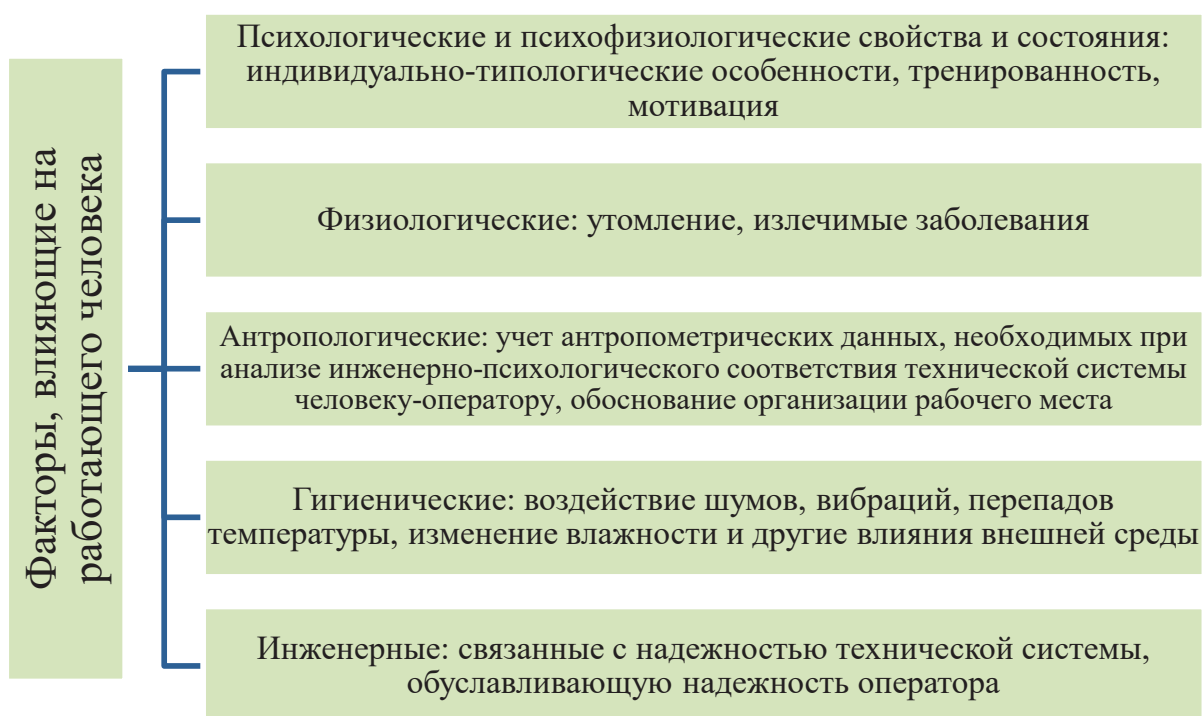 Факторы, влияющие на
работающего человека
Психологические и психофизиологические свойства и состояния:
индивидуально-типологические особенности, тренированность,
мотивация
Физиологические: утомление, излечимые заболевания
Антропологические: учет антропометрических данных, необходимых при
анализе инженерно-психологического соответствия технической системы
человеку-оператору, обоснование организации рабочего места
Гигиенические: воздействие шумов, вибраций, перепадов
температуры, изменение влажности и другие влияния внешней среды
Инженерные: связанные с надежностью технической системы,
обуславливающую надежность оператора